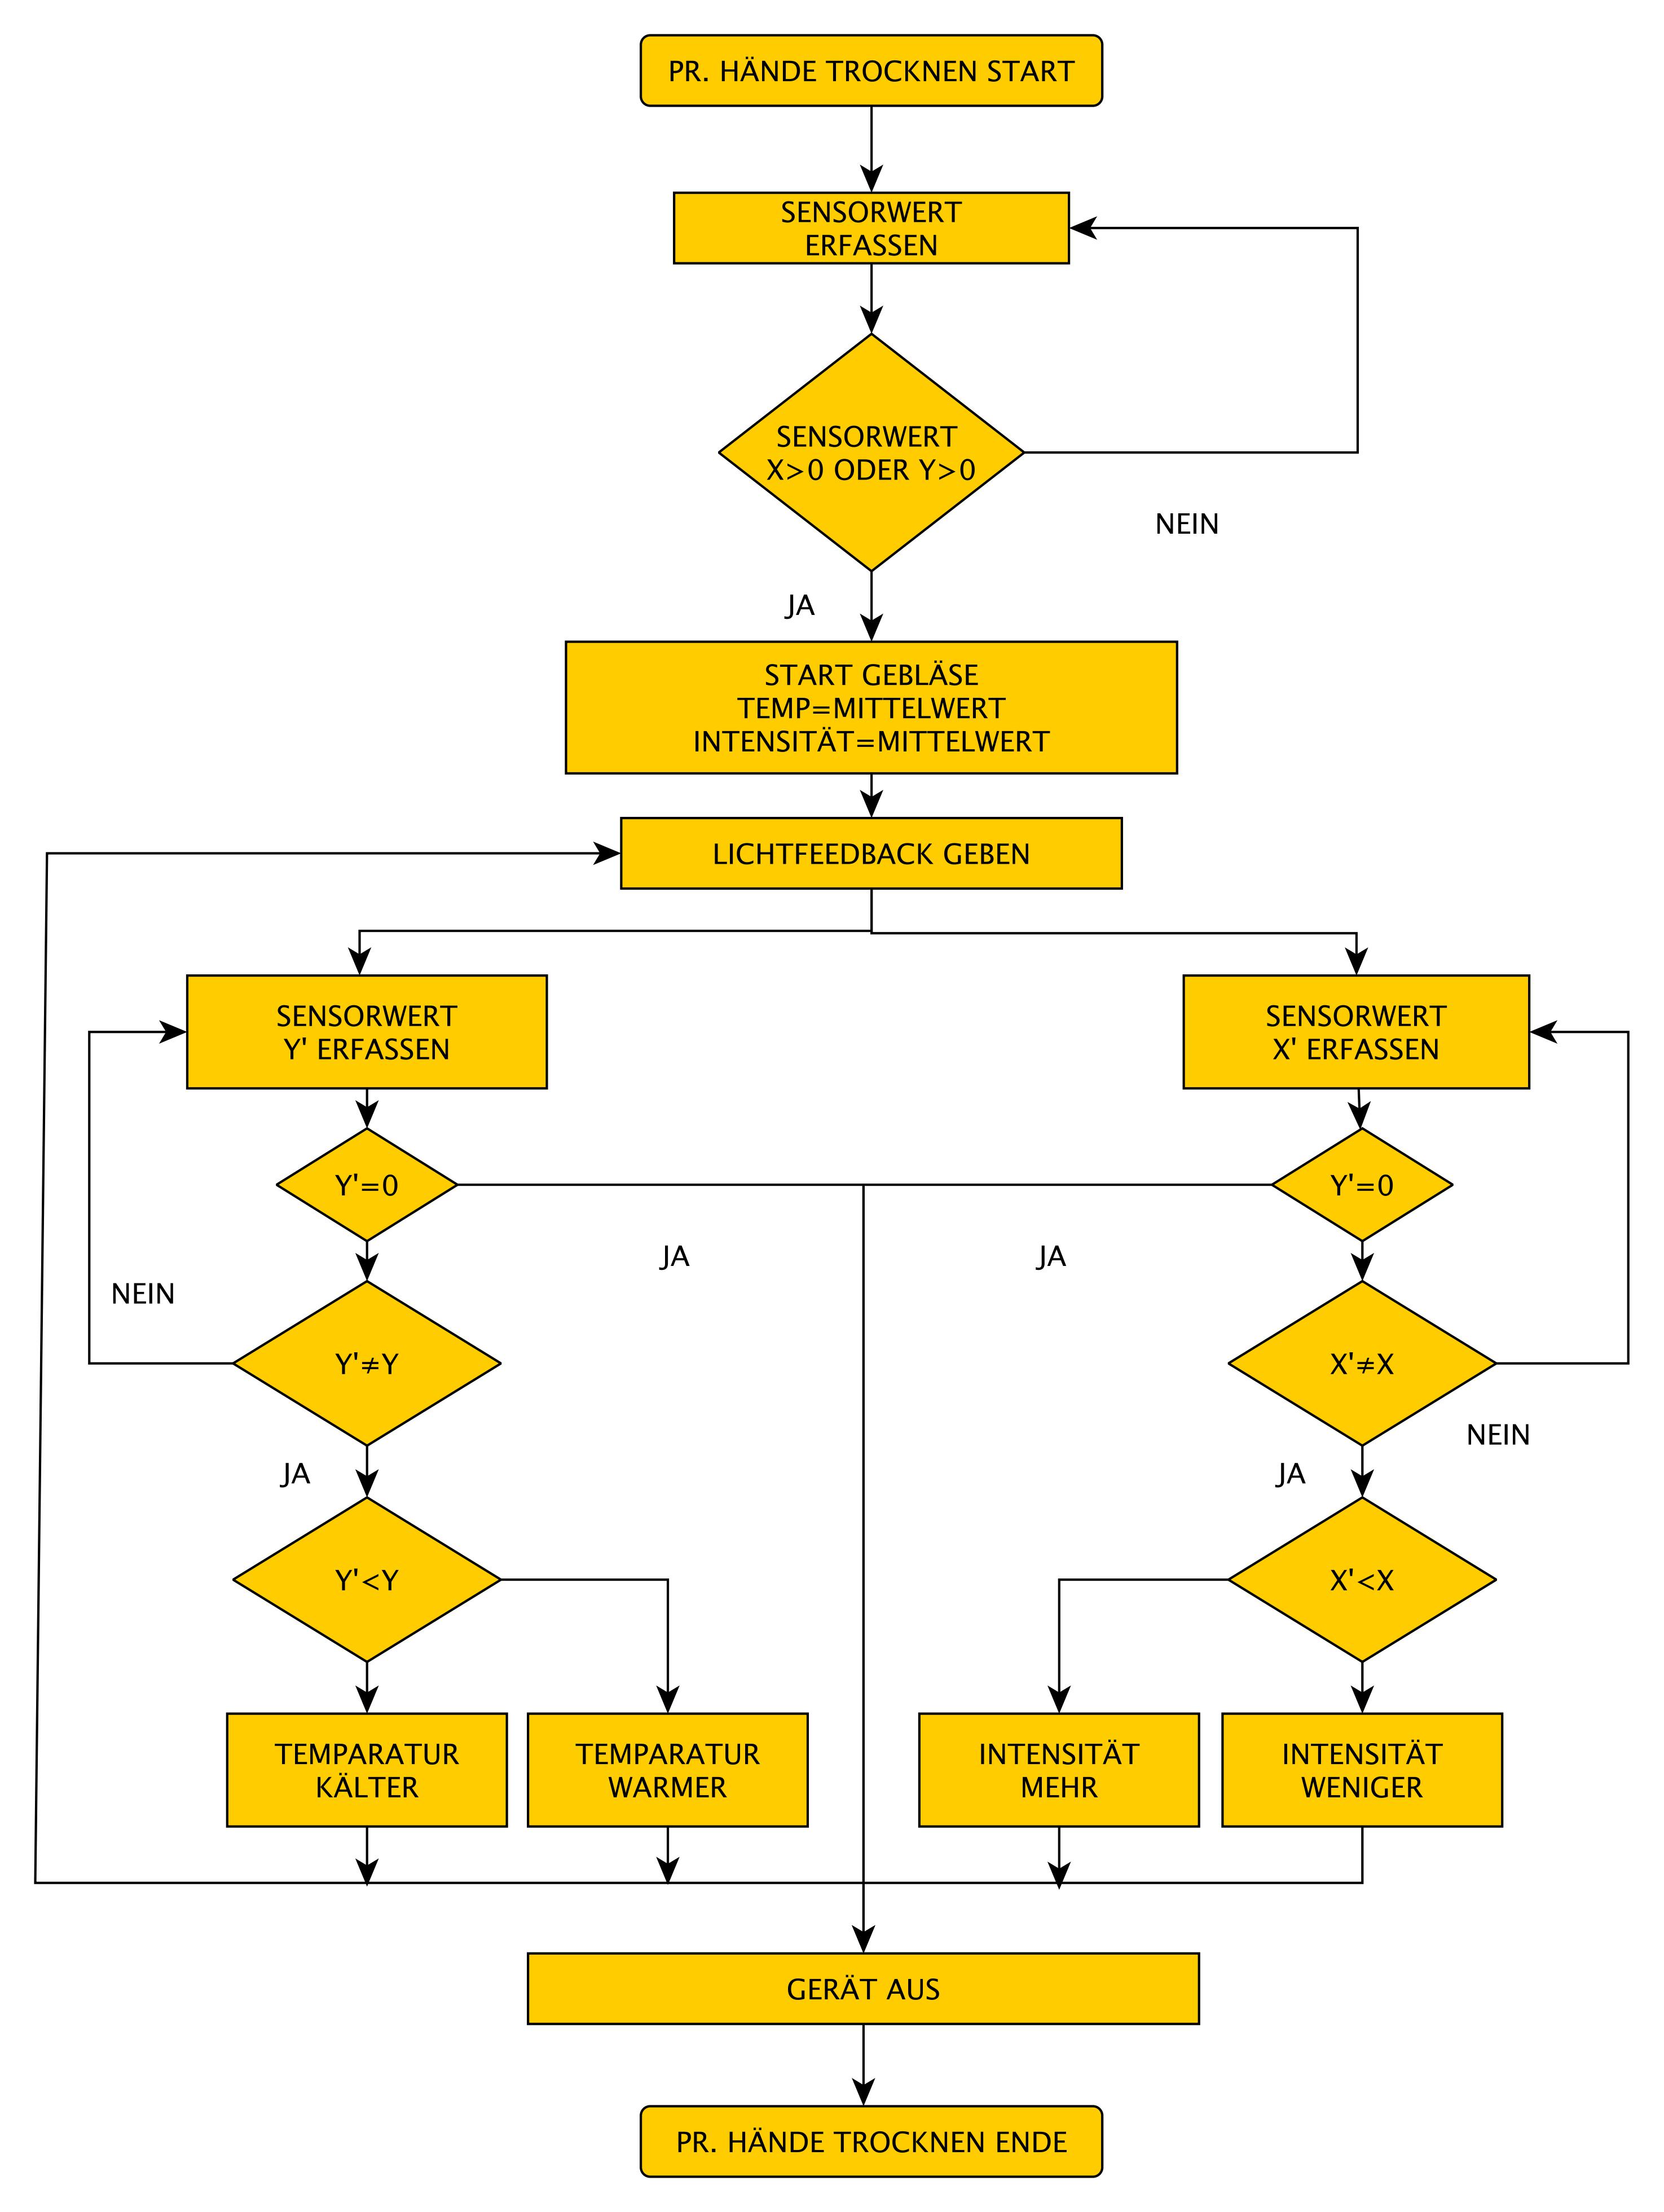 PR. HÄNDE TROCKNEN START
SENSORWERT
ERFASSEN
SENSORWERT
X>0 ODER Y>0
NEIN
JA
START GEBLÄSE
TEMP=MITTELWERT
INTENSITÄT=MITTELWERT
LICHTFEEDBACK GEBEN
SENSORWERT
Y' ERFASSEN
SENSORWERT
X' ERFASSEN
Y'=0
Y'=0
JA
JA
NEIN
Y'≠Y
X'≠X
NEIN
JA
JA
Y'<Y
X'<X
TEMPARATUR
KÄLTER
TEMPARATUR
WARMER
INTENSITÄT
MEHR
INTENSITÄT
WENIGER
GERÄT AUS
PR. HÄNDE TROCKNEN ENDE